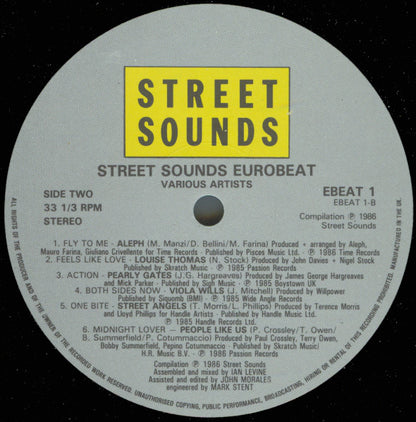 STREET
SOUNDS
STREET SOUNDS EUROBEAT
VARIOUS ARTISTS
SIDE TWO
33 1/3 RPM
STEREO
EBEAT 1
EBEAT 1-B
Compilation ℗ 1986
Street Sounds
1. FLY TO ME - ALEPH (M. Manzi/D. Bellini/M. Farina) Produced + arranged by Aleph,
Mauro Farina, Giuliano Crivellente for Time Records - Published by Pisces Music Ltd. - ℗ 1986 Time Records
2. FEELS LIKE LOVE - LOUISE THOMAS (N. Stock) Produced by John Davies + Nigel Stock
Published by Skratch Music - ℗ 1985 Passion Records
3. ACTION - PEARLY GATES (J.G. Hargreaves) Produced by James George Hargreaves
and Mick Parker - Published by Sigh Music - ℗ 1985 Boystown UK
4. BOTH SIDES NOW - VIOLA WILLS (J. Mitchell) Produced by Willpower
Published by Siquomb (BMI) - ℗ 1985 Wide Angle Records
5. ONE BITE - STREET ANGELS (T. Morris/L. Phillips) Produced by Terence Morris
and Lloyd Phillips for Handle Artists - Published by Handle Music Ltd.
℗ 1985 Handle Records Ltd.
6. MIDNIGHT LOVER - PEOPLE LIKE US (P. Crossley/T. Owen/
B. Summerfield/P. Cotummaccio) Produced by Paul Crossley, Terry Owen,
Bobby Summerfield, Pepino Cotummaccio - Published by Skratch Music/
H.R. Music B.V. - ℗ 1986 Passion Records
Compilation ℗ 1986 Street Sounds
Assembled and mixed by IAN LEVINE
Assisted and edited by JOHN MORALES
engineered by MARK STENT
ALL RIGHTS OF THE PRODUCER AND OF THE OWNER OF THE RECORDED WORK RESERVED. UNAUTHORISED COPYING, PUBLIC PERFORMANCE, BROADCASTING, HIRING OR RENTAL OF THIS RECORDING PROHIBITED. MANUFACTURED IN THE UK